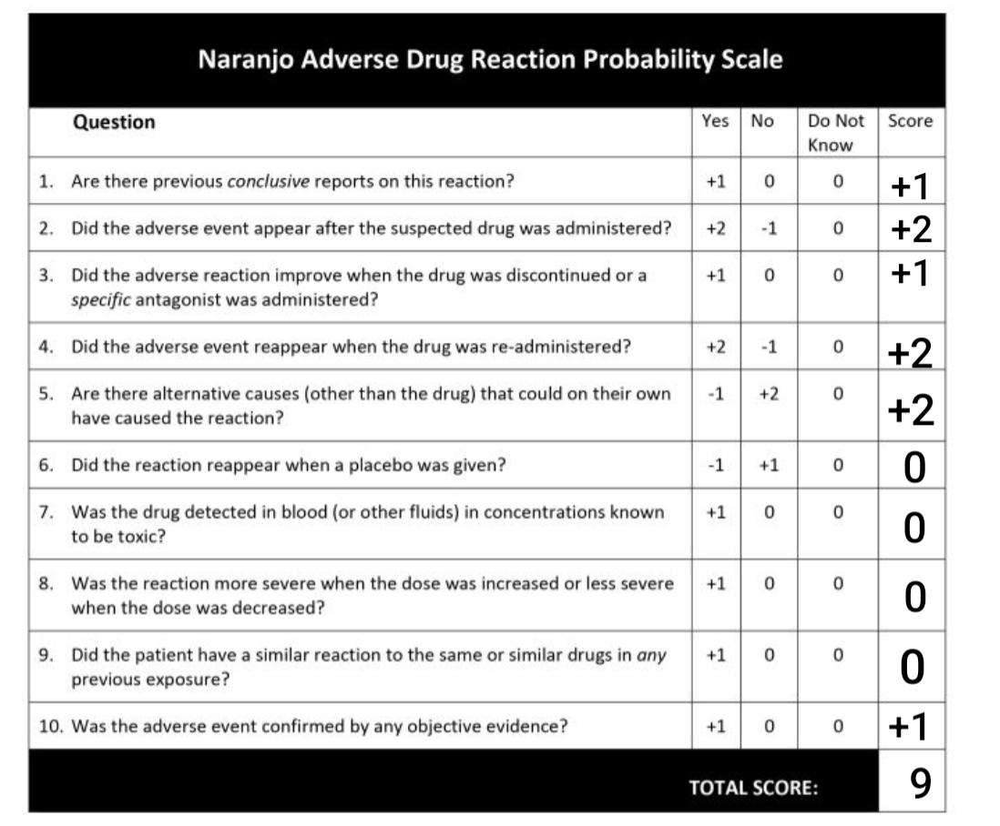 Naranjo Adverse Drug Reaction Probability Scale
Question Yes No Do Not Know Score
1. Are there previous conclusive reports on this reaction? +1 0 0 +1
2. Did the adverse event appear after the suspected drug was administered? +2 -1 0 +2
3. Did the adverse reaction improve when the drug was discontinued or a +1 0 0 +1
specific antagonist was administered?
4. Did the adverse event reappear when the drug was re-administered? +2 -1 0 +2
5. Are there alternative causes (other than the drug) that could on their own -1 +2 0 +2
have caused the reaction?
6. Did the reaction reappear when a placebo was given? -1 +1 0 0
7. Was the drug detected in blood (or other fluids) in concentrations known +1 0 0 0
to be toxic?
8. Was the reaction more severe when the dose was increased or less severe +1 0 0 0
when the dose was decreased?
9. Did the patient have a similar reaction to the same or similar drugs in any +1 0 0 0
previous exposure?
10. Was the adverse event confirmed by any objective evidence? +1 0 0 +1
TOTAL SCORE: 9